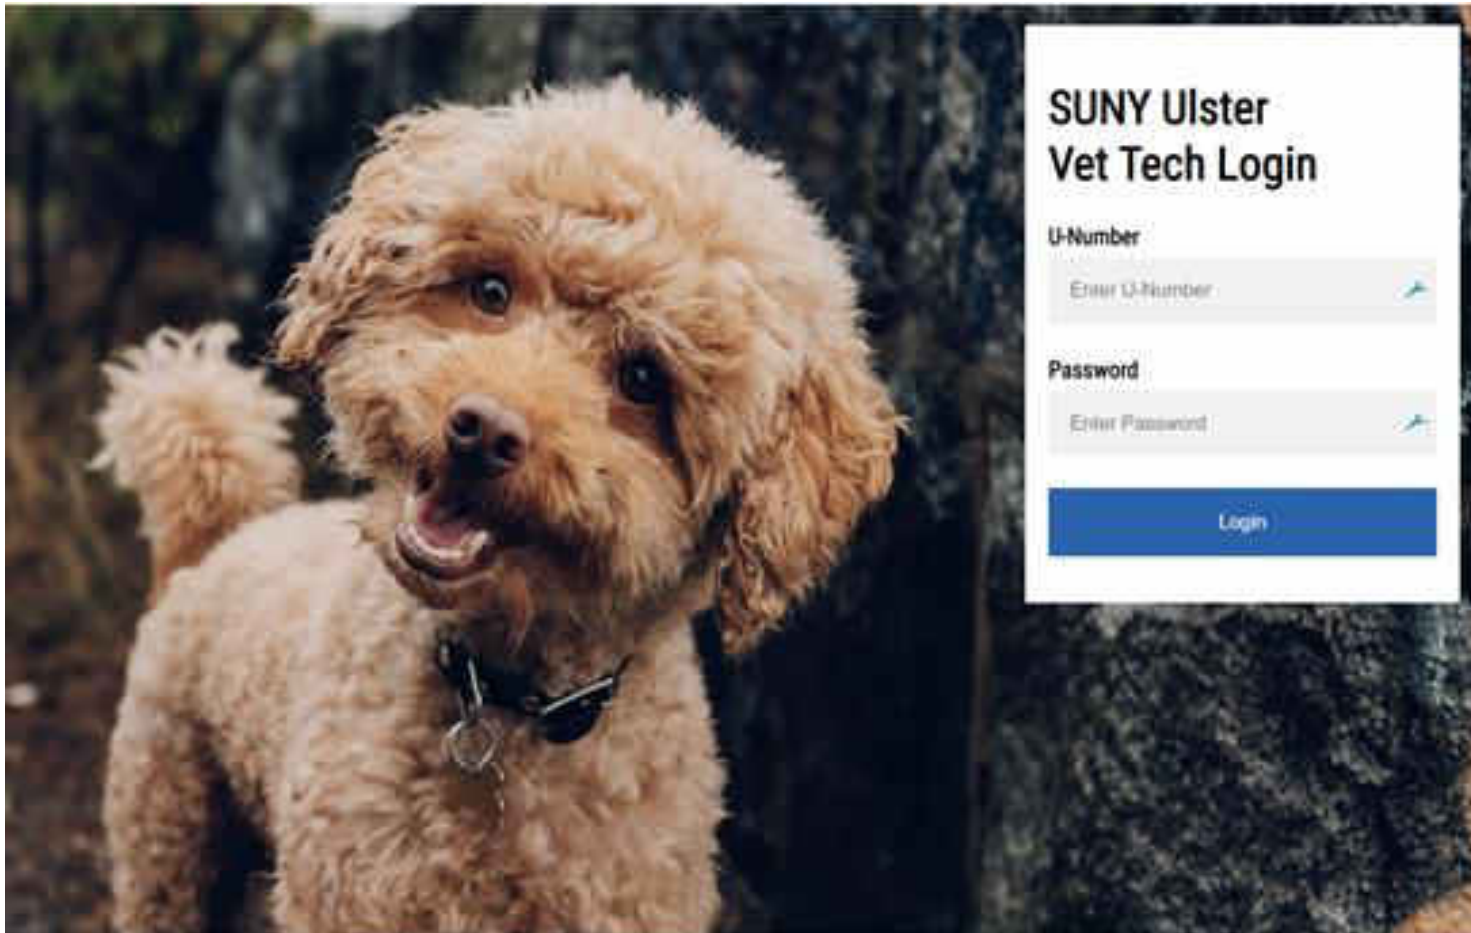 SUNY Ulster
Vet Tech Login
U-Number
Enter U-Number
Password
Enter Password
Login